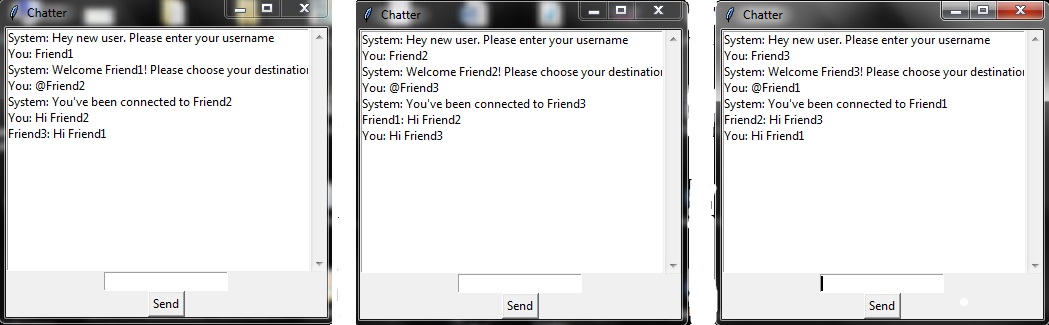 Chatter
System: Hey new user. Please enter your username
You: Friend1
System: Welcome Friend1! Please choose your destination
You: @Friend2
System: You've been connected to Friend2
You: Hi Friend2
Friend3: Hi Friend1
Send
Chatter
System: Hey new user. Please enter your username
You: Friend2
System: Welcome Friend2! Please choose your destination
You: @Friend3
System: You've been connected to Friend3
Friend1: Hi Friend2
You: Hi Friend3
Send
Chatter
System: Hey new user. Please enter your username
You: Friend3
System: Welcome Friend3! Please choose your destination
You: @Friend1
System: You've been connected to Friend1
Friend2: Hi Friend3
You: Hi Friend1
Send